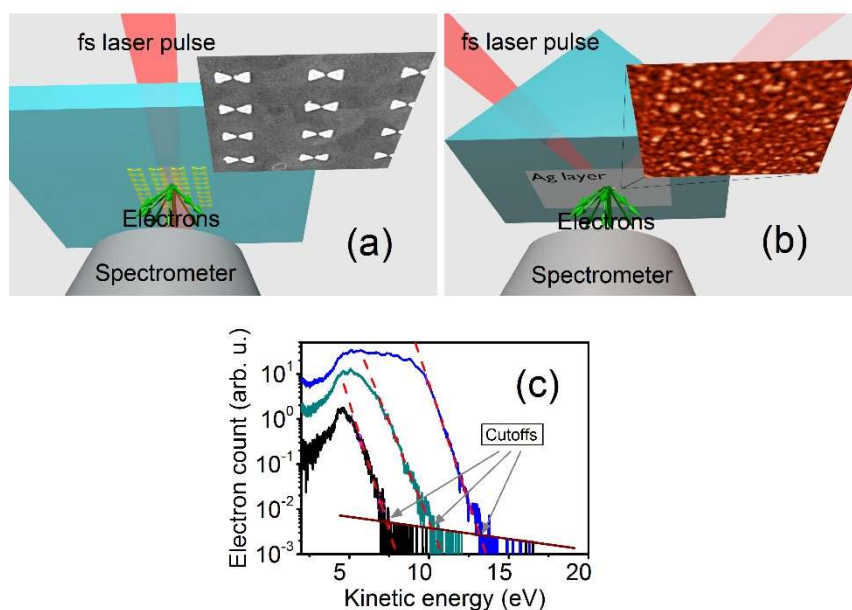 fs laser pulse
Electrons
Spectrometer
(a)
fs laser pulse
Ag layer
Electrons
Spectrometer
(b)
(c)
Cutoffs
Electron count (arb. u.)
10¹
10⁰
10⁻¹
10⁻²
10⁻³
5 10 15 20
Kinetic energy (eV)